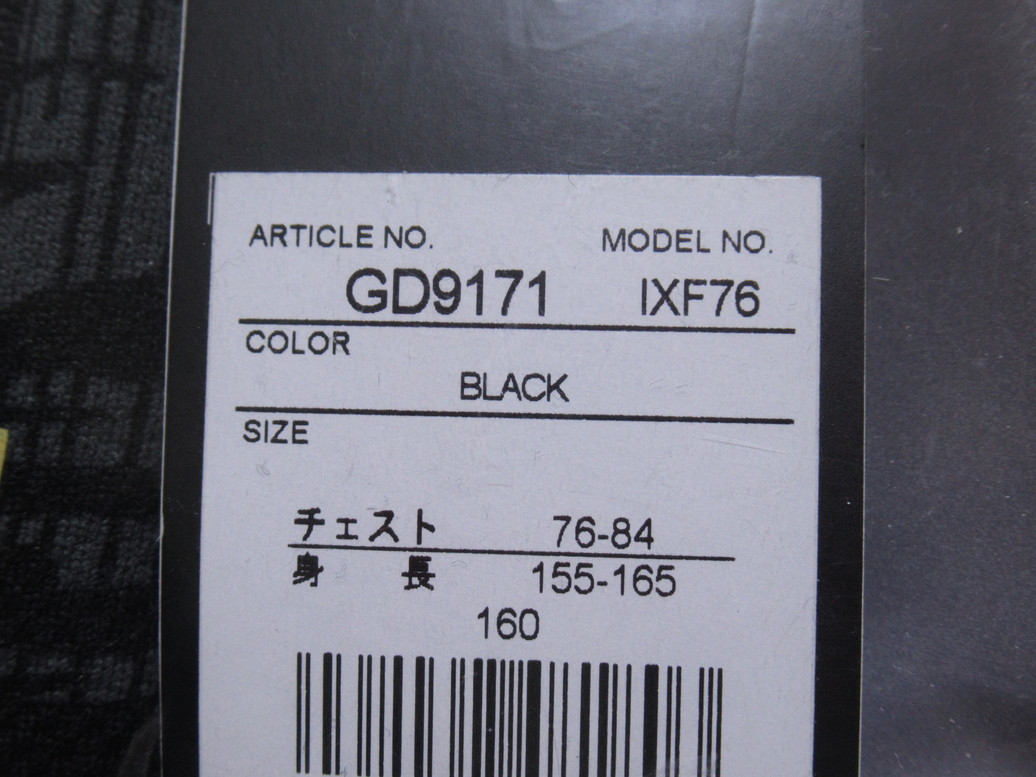 ARTICLE NO. MODEL NO.
GD9171 IXF76
COLOR
BLACK
SIZE
チェスト 76-84
身 長 155-165
160